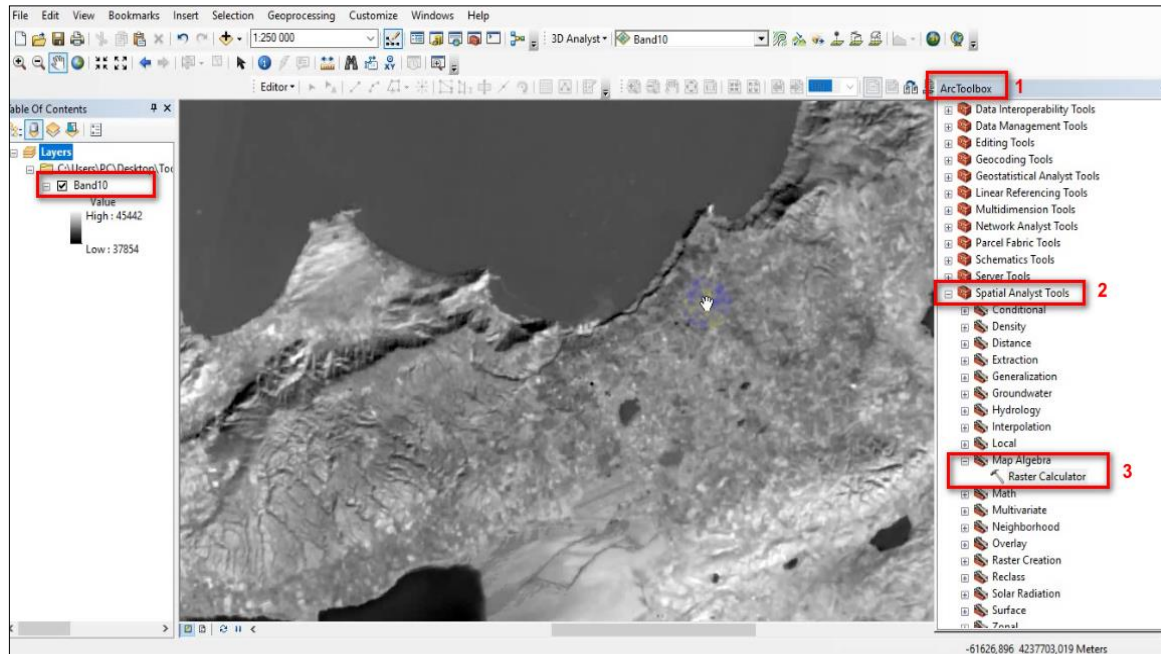 File Edit View Bookmarks Insert Selection Geoprocessing Customize Windows Help
1:250 000
3D Analyst
Band10
Editor
Table Of Contents
Layers
C:\Users\PC\Desktop\Too
Band10
Value
High : 45442
Low : 37854
ArcToolbox
1
Data Interoperability Tools
Data Management Tools
Editing Tools
Geocoding Tools
Geostatistical Analyst Tools
Linear Referencing Tools
Multidimension Tools
Network Analyst Tools
Parcel Fabric Tools
Schematics Tools
Server Tools
Spatial Analyst Tools
2
Conditional
Density
Distance
Extraction
Generalization
Groundwater
Hydrology
Interpolation
Local
Map Algebra
Raster Calculator
3
Math
Multivariate
Neighborhood
Overlay
Raster Creation
Reclass
Solar Radiation
Surface
Zonal
-61626,896 4237703,019 Meters